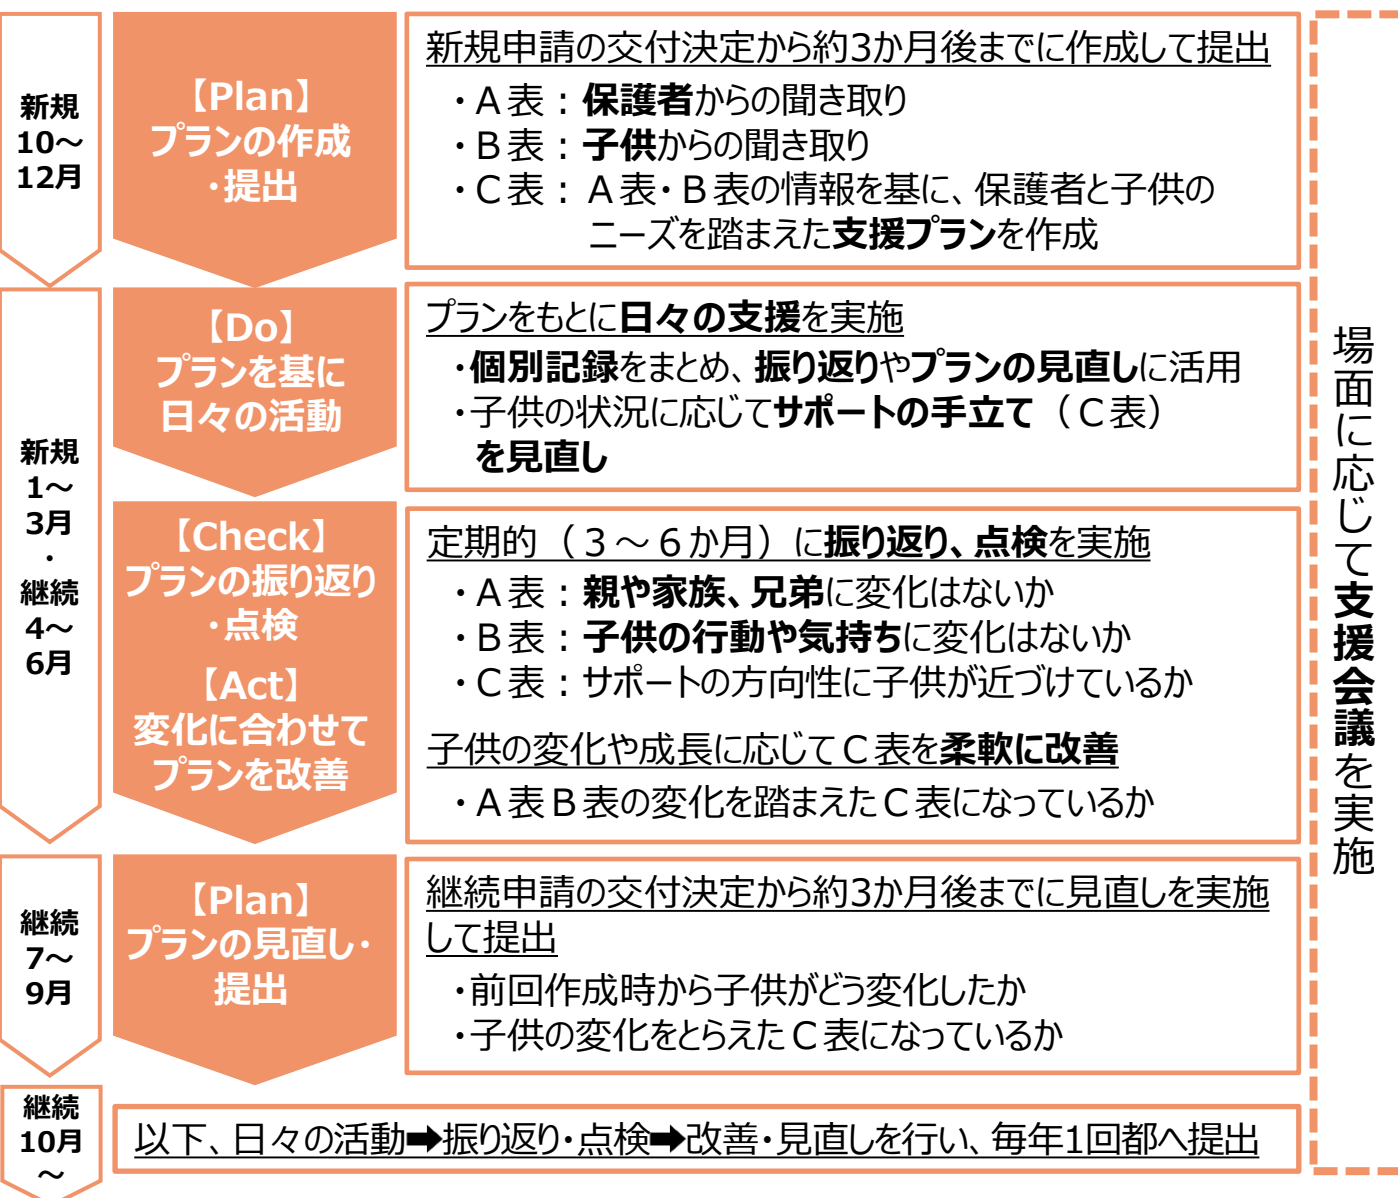 新規
10～
12月
【Plan】
プランの作成
・提出
新規申請の交付決定から約3か月後までに作成して提出
・Ａ表：保護者からの聞き取り
・Ｂ表：子供からの聞き取り
・Ｃ表：Ａ表・Ｂ表の情報を基に、保護者と子供の
ニーズを踏まえた支援プランを作成
新規
1～
3月
・
継続
4～
6月
【Do】
プランを基に
日々の活動
プランをもとに日々の支援を実施
・個別記録をまとめ、振り返りやプランの見直しに活用
・子供の状況に応じてサポートの手立て（Ｃ表）
を見直し
【Check】
プランの振り返り
・点検
【Act】
変化に合わせて
プランを改善
定期的（３～６か月）に振り返り、点検を実施
・Ａ表：親や家族、兄弟に変化はないか
・Ｂ表：子供の行動や気持ちに変化はないか
・Ｃ表：サポートの方向性に子供が近づけているか
子供の変化や成長に応じてＣ表を柔軟に改善
・Ａ表Ｂ表の変化を踏まえたＣ表になっているか
継続
7～
9月
【Plan】
プランの見直し・
提出
継続申請の交付決定から約3か月後までに見直しを実施
して提出
・前回作成時から子供がどう変化したか
・子供の変化をとらえたＣ表になっているか
継続
10月
～
以下、日々の活動➡振り返り・点検➡改善・見直しを行い、毎年1回都へ提出
場面に応じて支援会議を実施